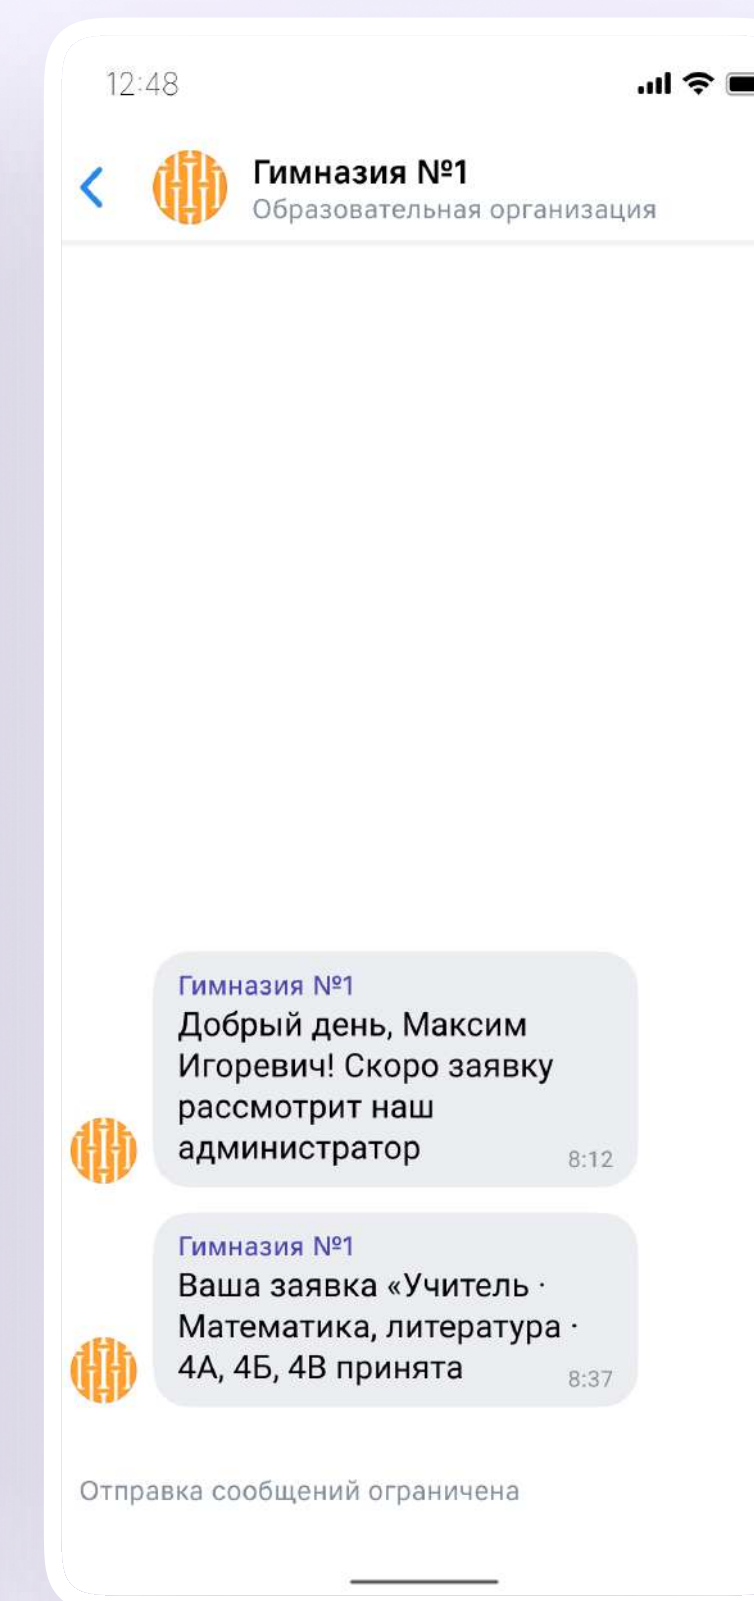 12:48
Гимназия №1
Образовательная организация
Гимназия №1
Добрый день, Максим
Игоревич! Скоро заявку
рассмотрит наш
администратор
8:12
Гимназия №1
Ваша заявка «Учитель ·
Математика, литература ·
4А, 4Б, 4В принята
8:37
Отправка сообщений ограничена